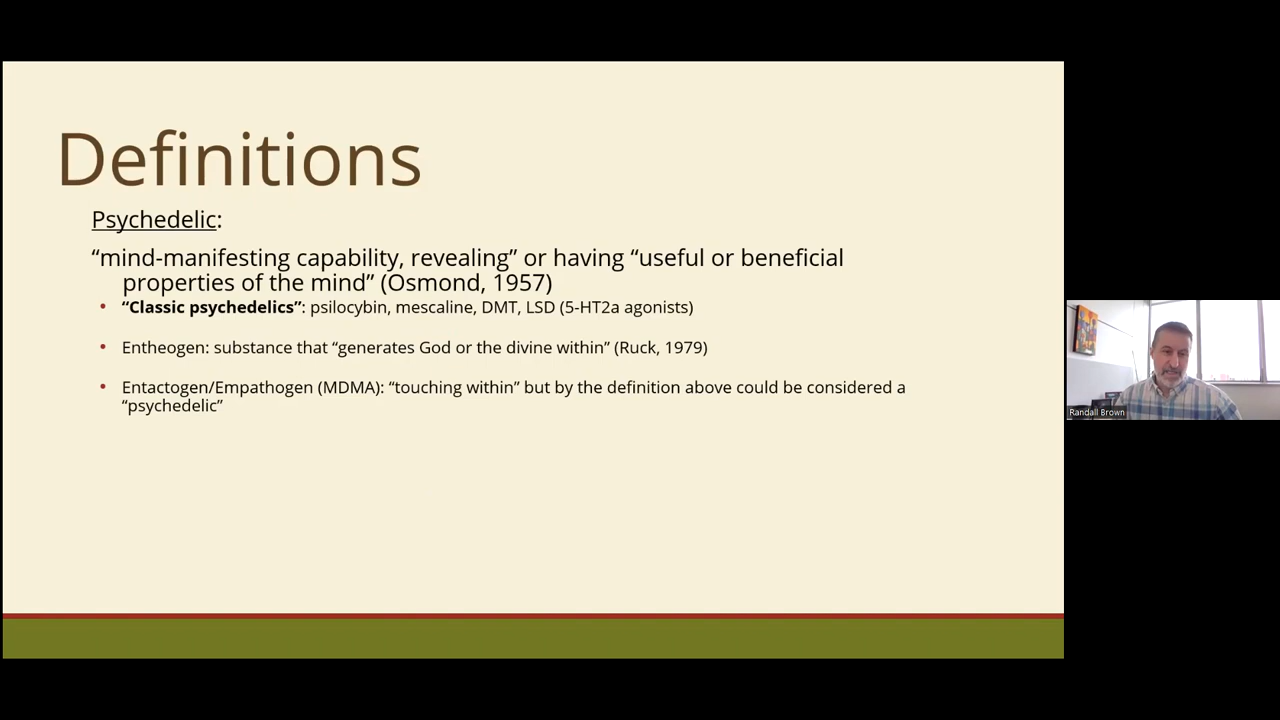 Definitions
Psychedelic:
“mind-manifesting capability, revealing” or having “useful or beneficial
properties of the mind” (Osmond, 1957)
• “Classic psychedelics”: psilocybin, mescaline, DMT, LSD (5-HT2a agonists)
• Entheogen: substance that “generates God or the divine within” (Ruck, 1979)
• Entactogen/Empathogen (MDMA): “touching within” but by the definition above could be considered a
“psychedelic”
Randall Brown